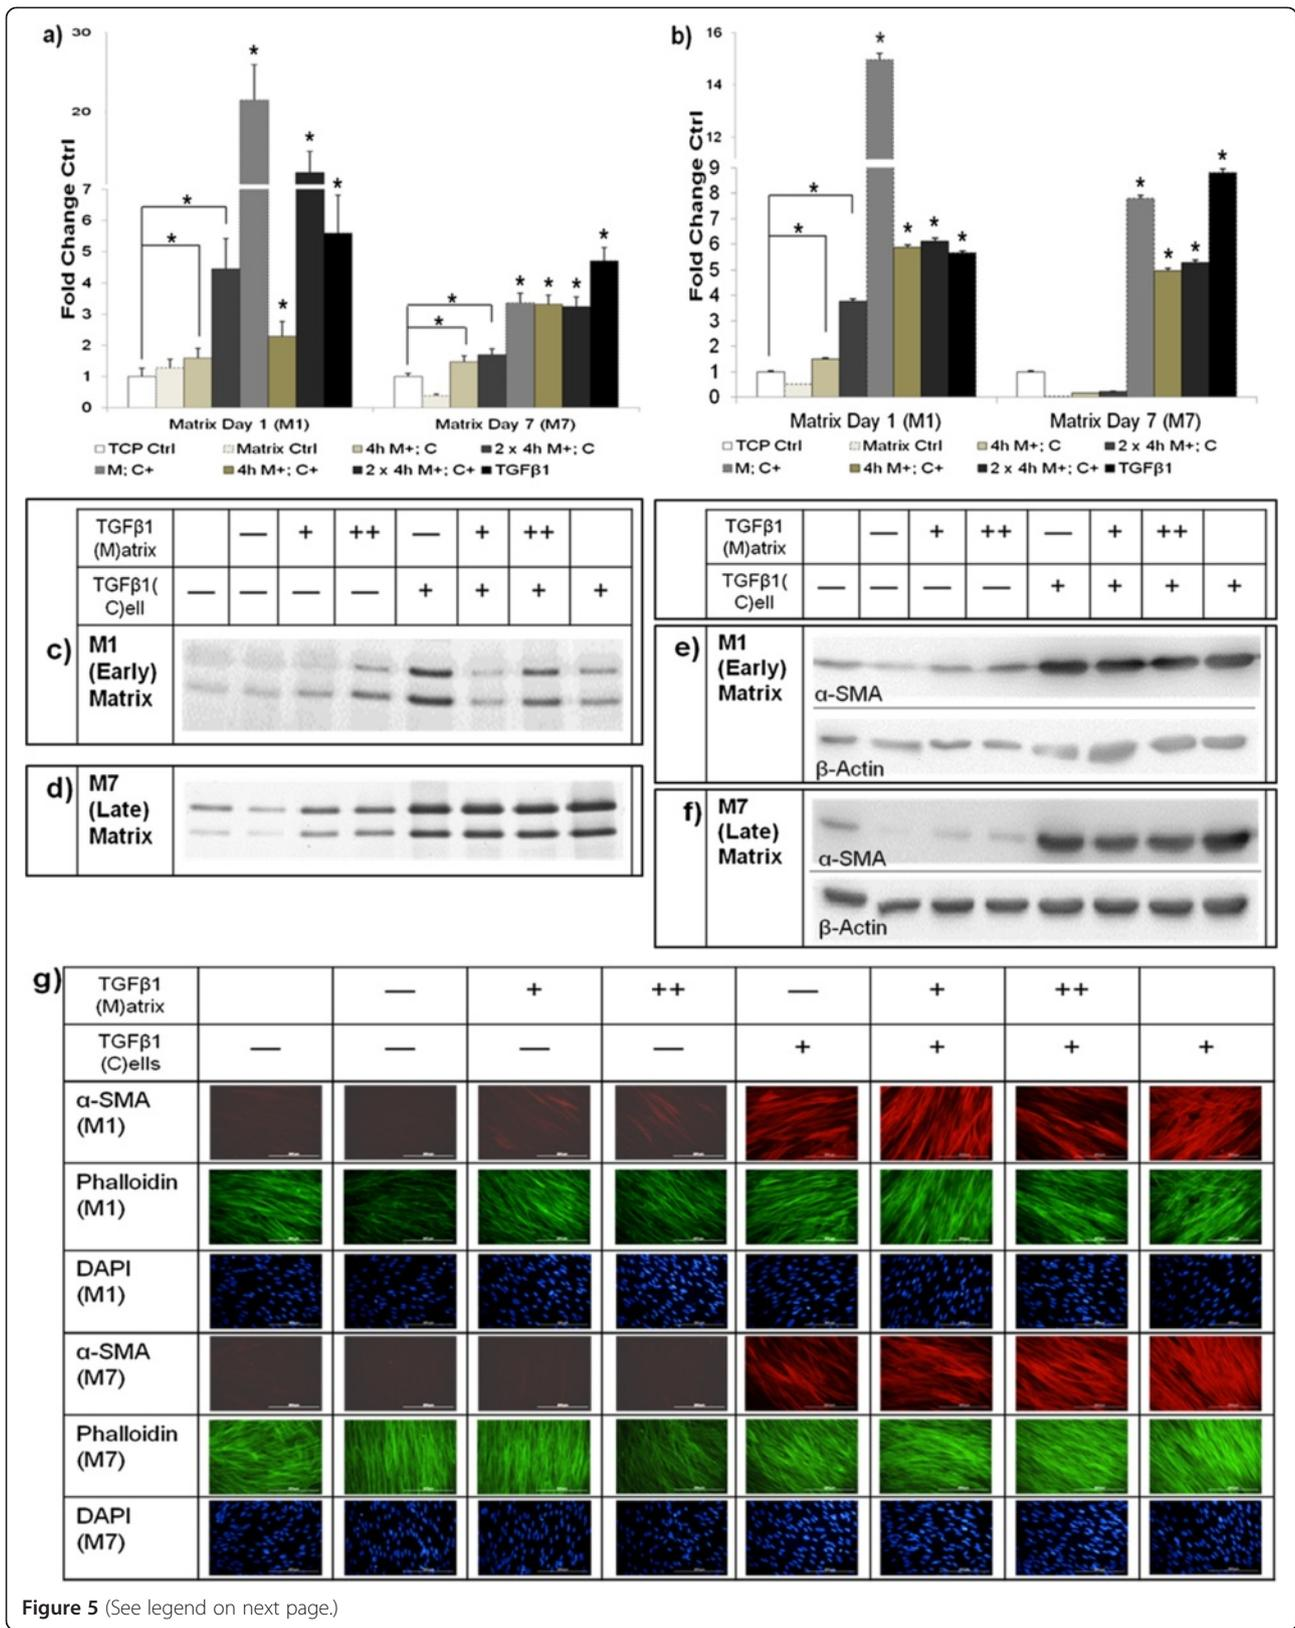 a)
30
20
7
6
5
4
3
2
1
0
Fold Change Ctrl
* * * * * *
* * * * * *
Matrix Day 1 (M1) Matrix Day 7 (M7)
TCP Ctrl Matrix Ctrl 4h M+; C 2 x 4h M+; C
M; C+ 4h M+; C+ 2 x 4h M+; C+ TGFβ1
b)
16
14
12
9
8
7
6
5
4
3
2
1
0
Fold Change Ctrl
* * * * * *
* * * *
Matrix Day 1 (M1) Matrix Day 7 (M7)
TCP Ctrl Matrix Ctrl 4h M+; C 2 x 4h M+; C
M; C+ 4h M+; C+ 2 x 4h M+; C+ TGFβ1
TGFβ1 — + ++ — + ++
(M)atrix
TGFβ1( — — — — + + + +
C)ell
c) M1
(Early)
Matrix
d) M7
(Late)
Matrix
TGFβ1 — + ++ — + ++
(M)atrix
TGFβ1( — — — — + + + +
C)ell
e) M1
(Early)
Matrix
α-SMA
β-Actin
f) M7
(Late)
Matrix
α-SMA
β-Actin
g)
TGFβ1 — + ++ — + ++
(M)atrix
TGFβ1 — — — — + + + +
(C)ells
α-SMA
(M1)
Phalloidin
(M1)
DAPI
(M1)
α-SMA
(M7)
Phalloidin
(M7)
DAPI
(M7)
Figure 5 (See legend on next page.)